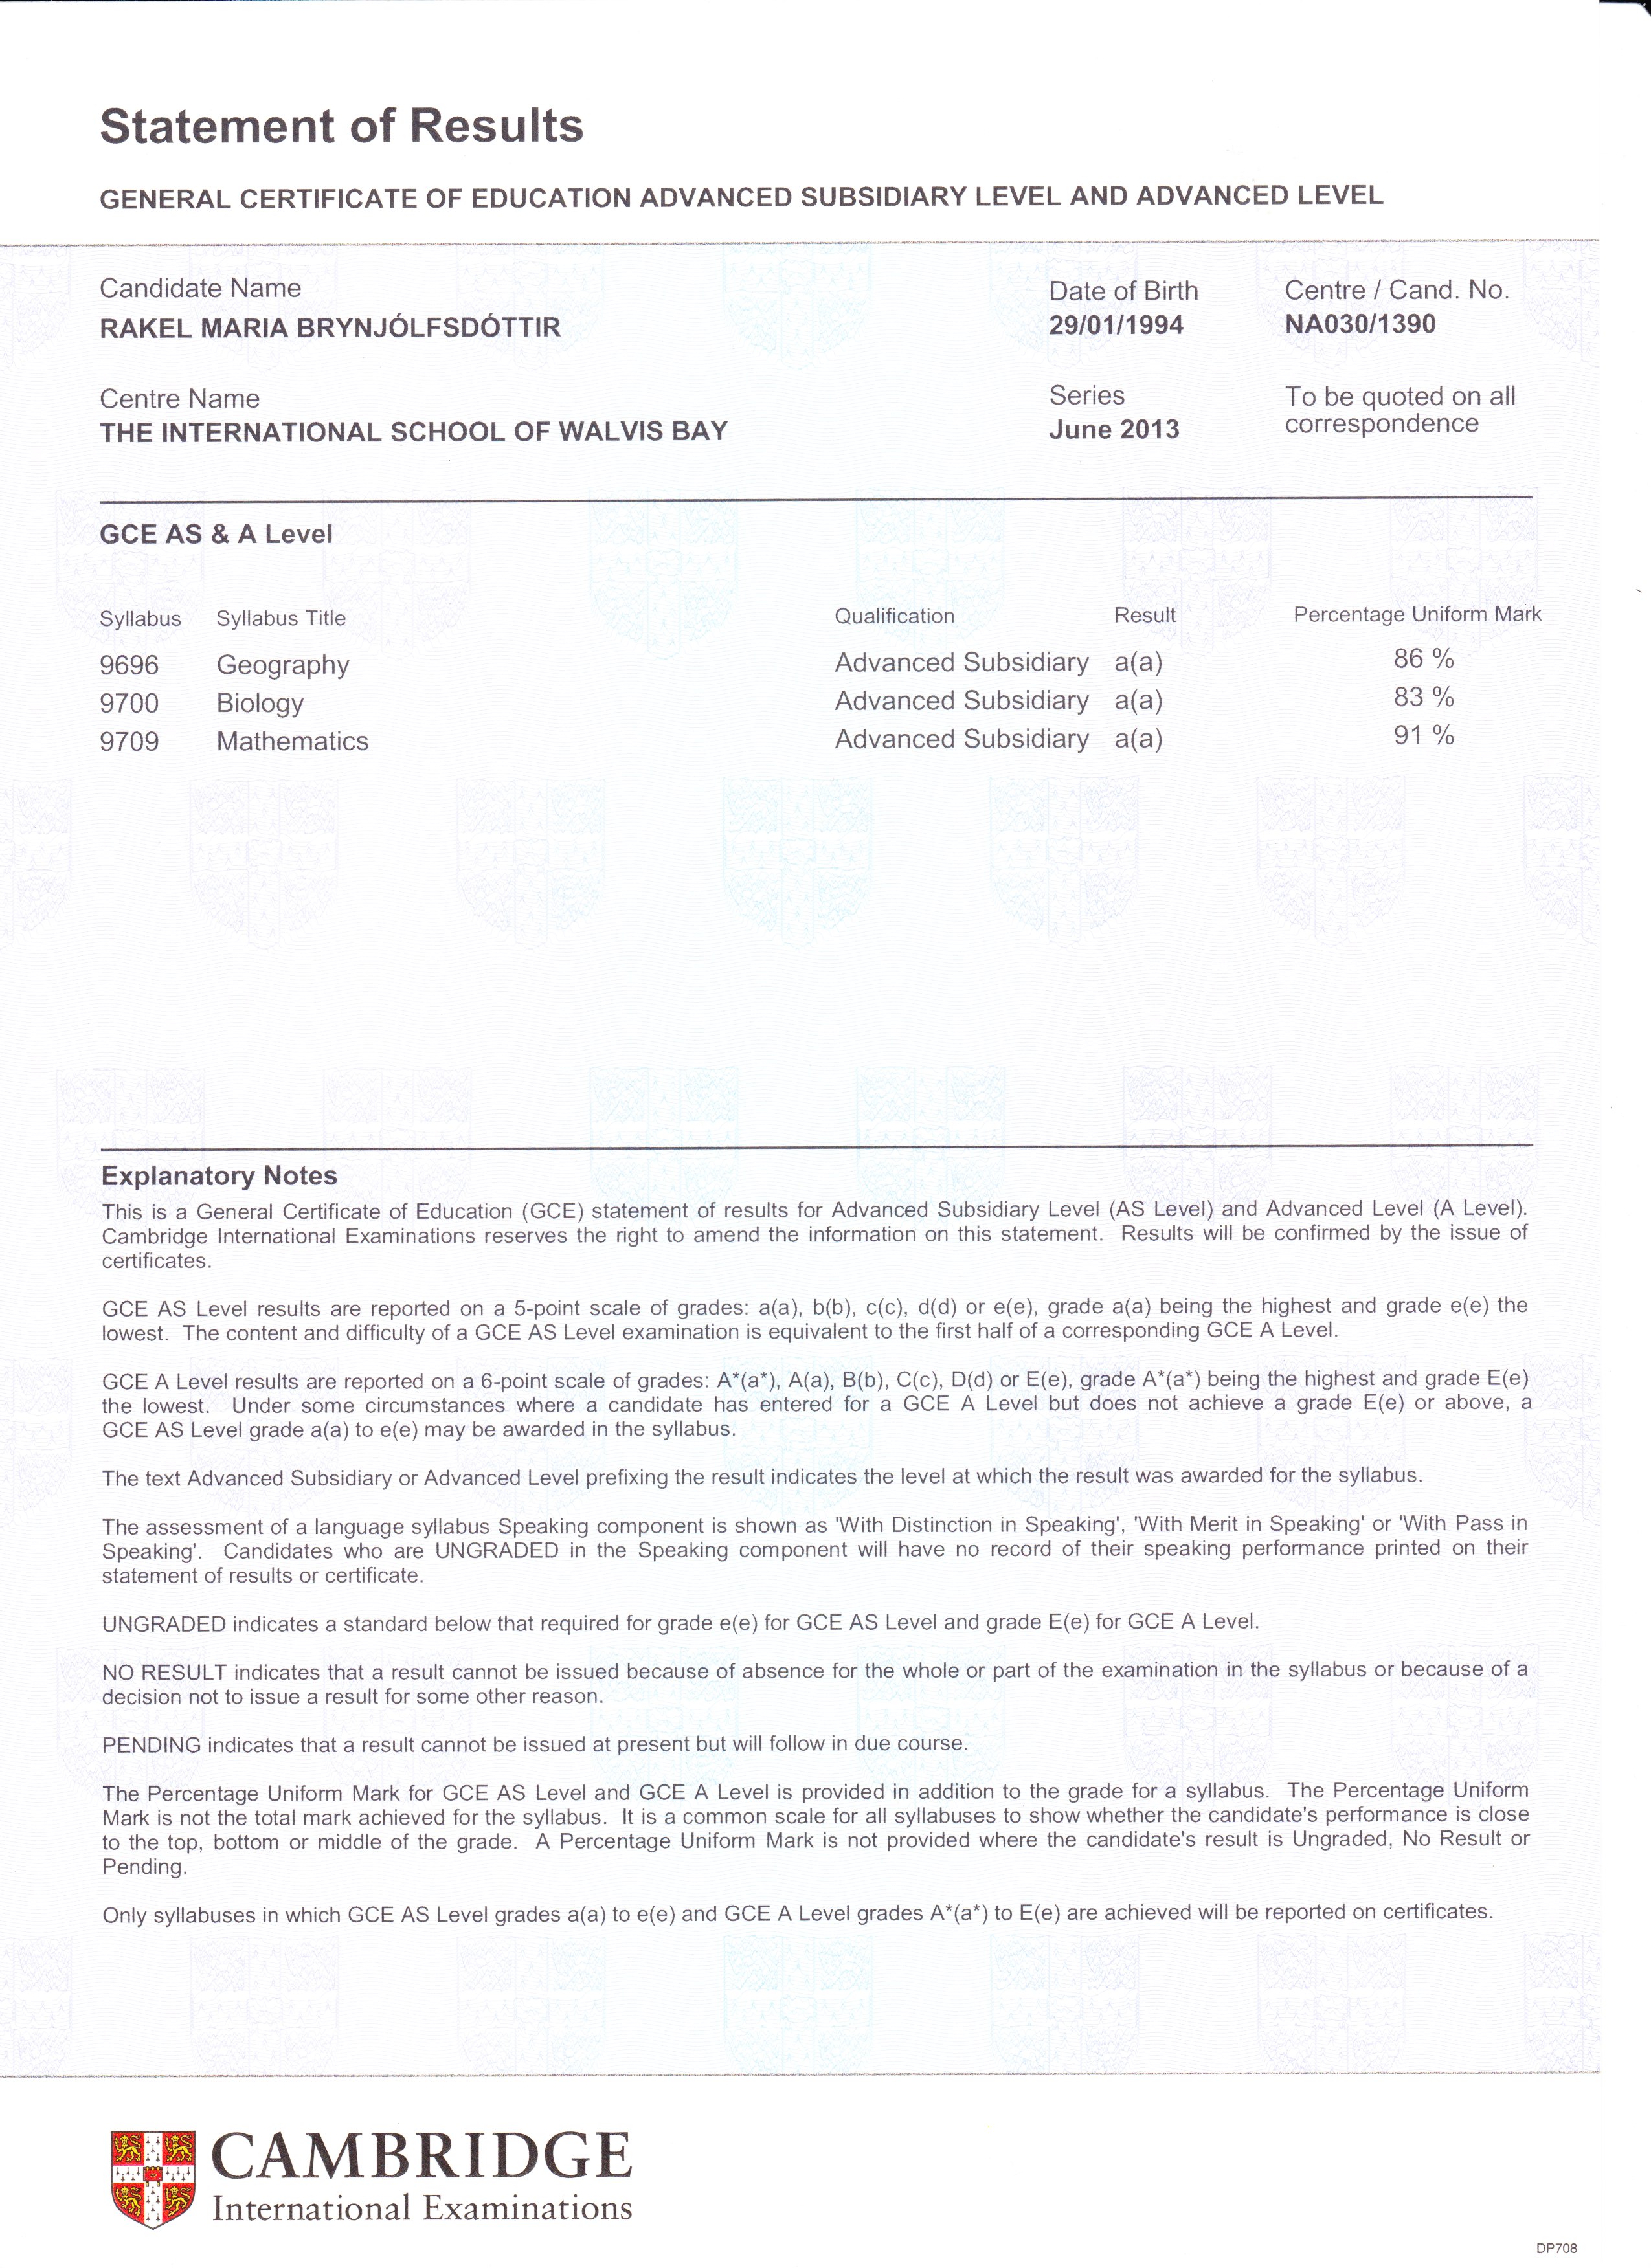 Statement of Results
GENERAL CERTIFICATE OF EDUCATION ADVANCED SUBSIDIARY LEVEL AND ADVANCED LEVEL
Candidate Name
RAKEL MARIA BRYNJÓLFSDÓTTIR
Date of Birth
29/01/1994
Centre / Cand. No.
NA030/1390
Centre Name
THE INTERNATIONAL SCHOOL OF WALVIS BAY
Series
June 2013
To be quoted on all
correspondence
GCE AS & A Level
Syllabus Syllabus Title Qualification Result Percentage Uniform Mark
9696 Geography Advanced Subsidiary a(a) 86 %
9700 Biology Advanced Subsidiary a(a) 83 %
9709 Mathematics Advanced Subsidiary a(a) 91 %
Explanatory Notes
This is a General Certificate of Education (GCE) statement of results for Advanced Subsidiary Level (AS Level) and Advanced Level (A Level).
Cambridge International Examinations reserves the right to amend the information on this statement. Results will be confirmed by the issue of
certificates.
GCE AS Level results are reported on a 5-point scale of grades: a(a), b(b), c(c), d(d) or e(e), grade a(a) being the highest and grade e(e) the
lowest. The content and difficulty of a GCE AS Level examination is equivalent to the first half of a corresponding GCE A Level.
GCE A Level results are reported on a 6-point scale of grades: A*(a*), A(a), B(b), C(c), D(d) or E(e), grade A*(a*) being the highest and grade E(e)
the lowest. Under some circumstances where a candidate has entered for a GCE A Level but does not achieve a grade E(e) or above, a
GCE AS Level grade a(a) to e(e) may be awarded in the syllabus.
The text Advanced Subsidiary or Advanced Level prefixing the result indicates the level at which the result was awarded for the syllabus.
The assessment of a language syllabus Speaking component is shown as 'With Distinction in Speaking', 'With Merit in Speaking' or 'With Pass in
Speaking'. Candidates who are UNGRADED in the Speaking component will have no record of their speaking performance printed on their
statement of results or certificate.
UNGRADED indicates a standard below that required for grade e(e) for GCE AS Level and grade E(e) for GCE A Level.
NO RESULT indicates that a result cannot be issued because of absence for the whole or part of the examination in the syllabus or because of a
decision not to issue a result for some other reason.
PENDING indicates that a result cannot be issued at present but will follow in due course.
The Percentage Uniform Mark for GCE AS Level and GCE A Level is provided in addition to the grade for a syllabus. The Percentage Uniform
Mark is not the total mark achieved for the syllabus. It is a common scale for all syllabuses to show whether the candidate's performance is close
to the top, bottom or middle of the grade. A Percentage Uniform Mark is not provided where the candidate's result is Ungraded, No Result or
Pending.
Only syllabuses in which GCE AS Level grades a(a) to e(e) and GCE A Level grades A*(a*) to E(e) are achieved will be reported on certificates.
CAMBRIDGE
International Examinations
DP708